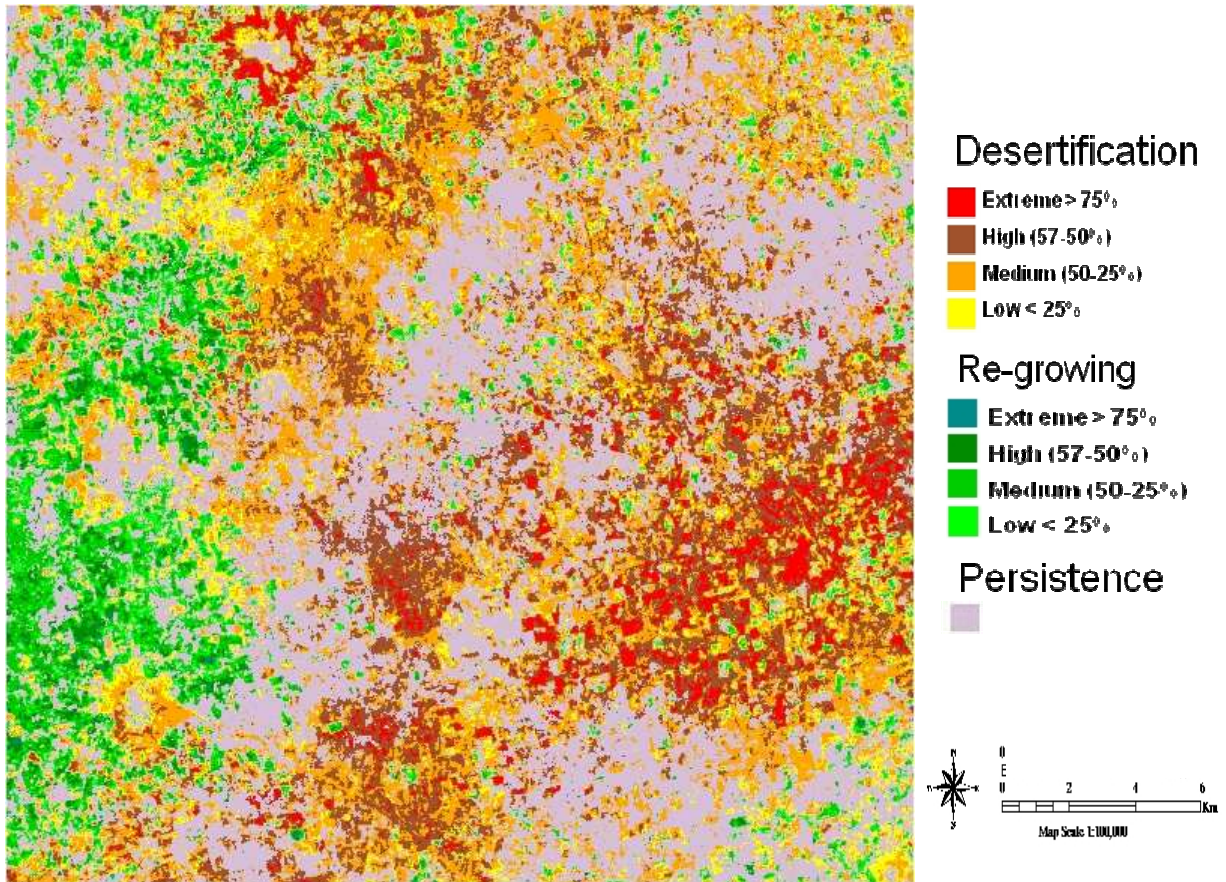 Desertification
Extreme > 75%
High (57-50%)
Medium (50-25%)
Low < 25%
Re-growing
Extreme > 75%
High (57-50%)
Medium (50-25%)
Low < 25%
Persistence
N
S
0
E
0 2 4 6
Km
Map Scale 1:100,000